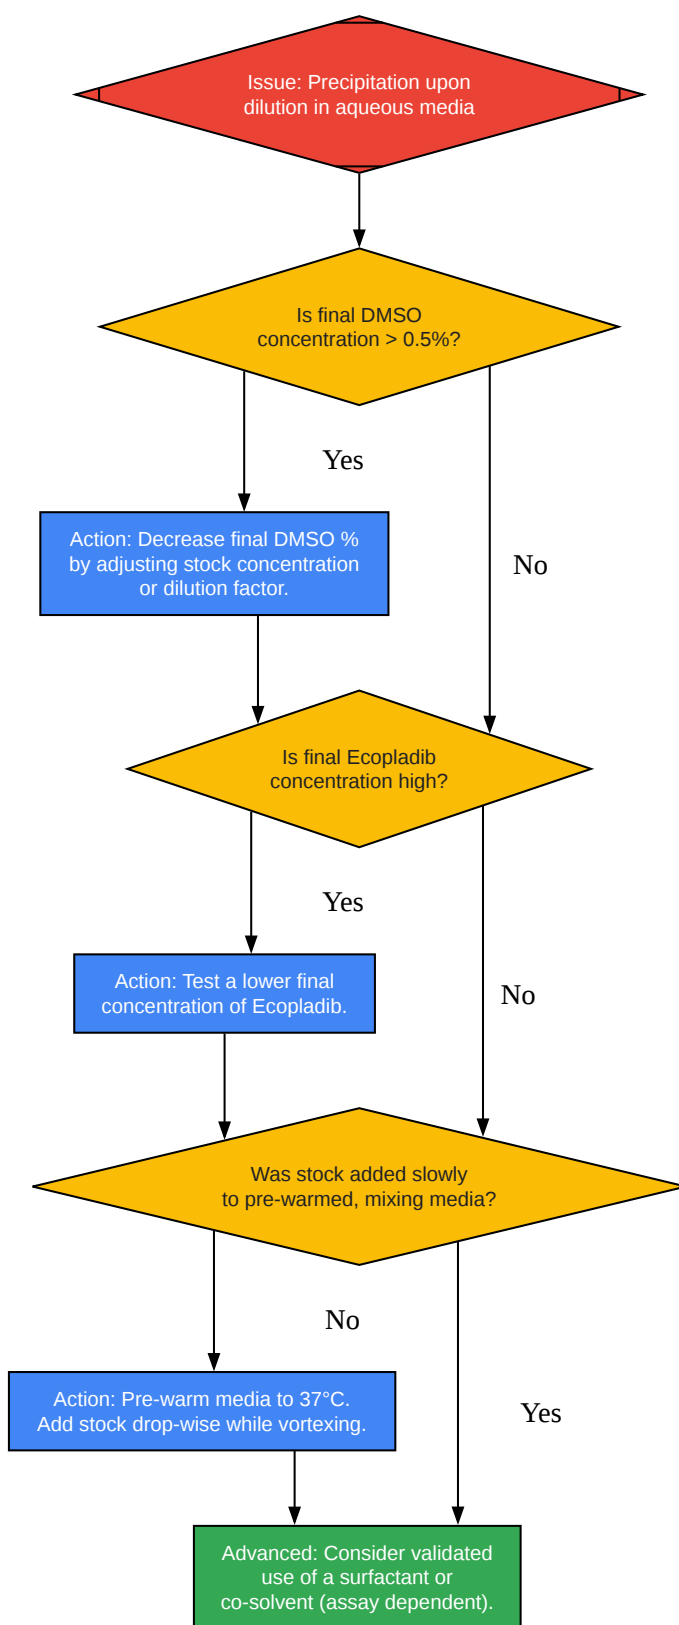 Issue: Precipitation upon
dilution in aqueous media
Is final DMSO
concentration > 0.5%?
Yes
Action: Decrease final DMSO %
by adjusting stock concentration
or dilution factor.
No
Is final Ecopladib
concentration high?
Yes
Action: Test a lower final
concentration of Ecopladib.
No
Was stock added slowly
to pre-warmed, mixing media?
No
Action: Pre-warm media to 37°C.
Add stock drop-wise while vortexing.
Yes
Advanced: Consider validated
use of a surfactant or
co-solvent (assay dependent).